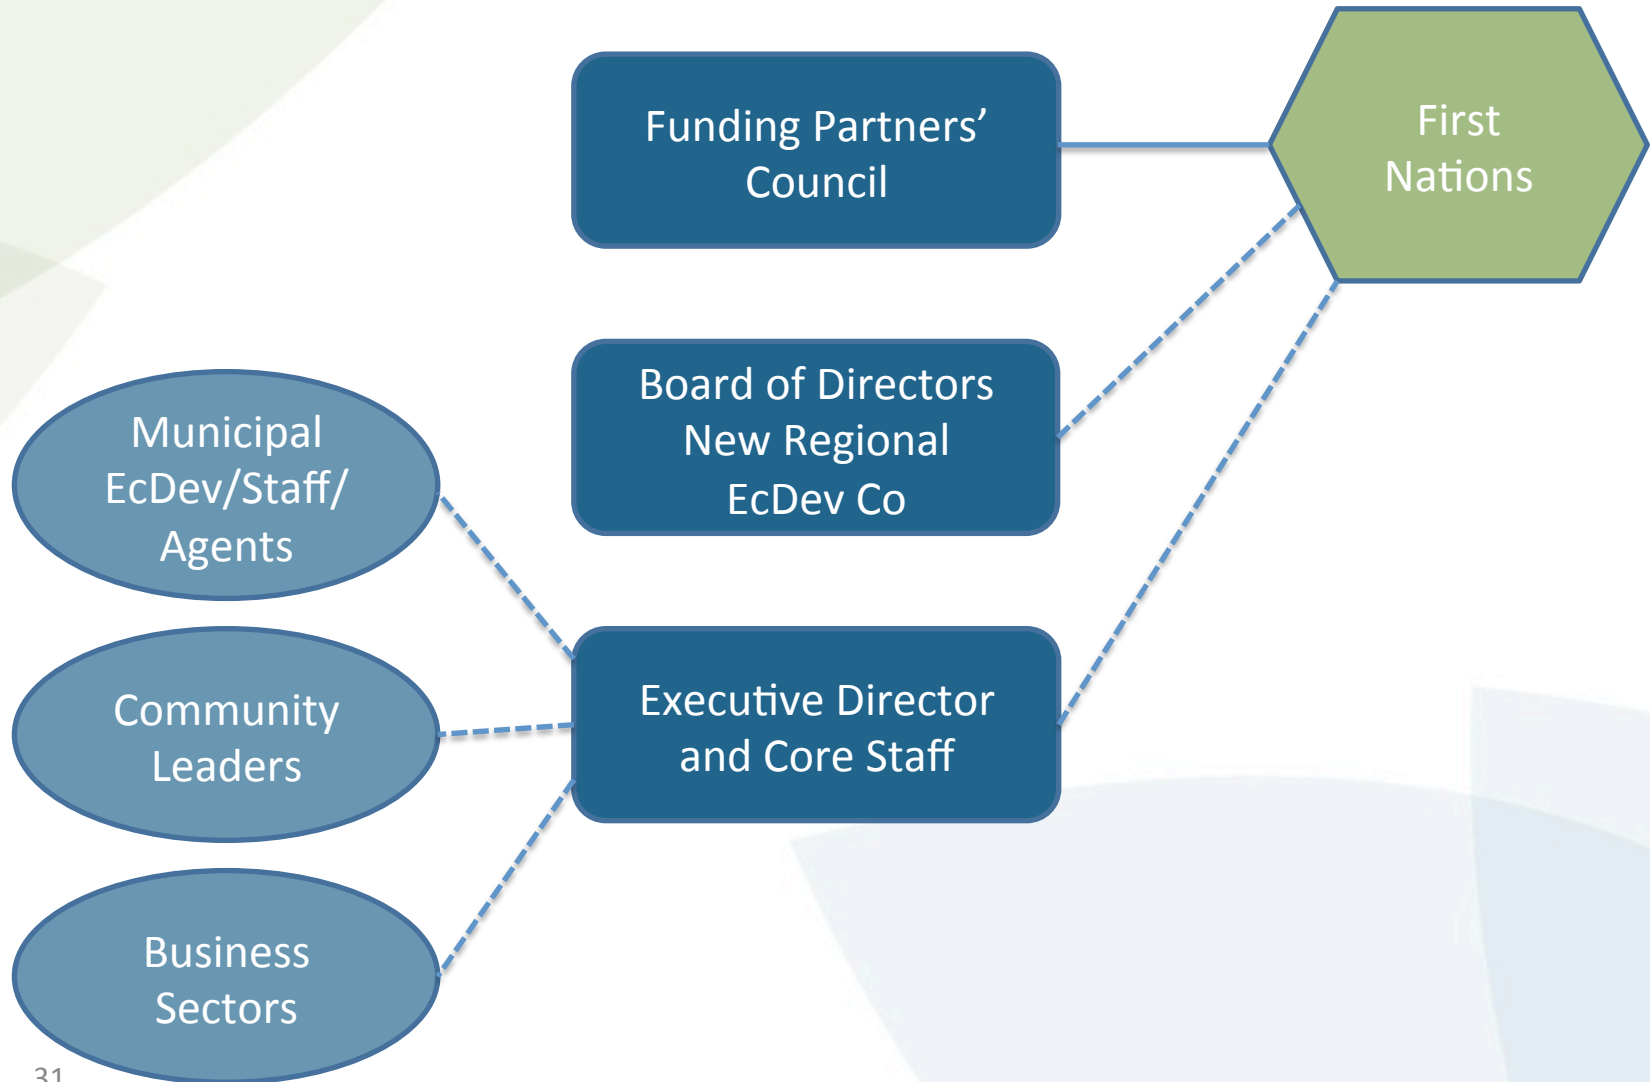 Funding Partners’
Council
First
Nations
Board of Directors
New Regional
EcDev Co
Municipal
EcDev/Staff/
Agents
Executive Director
and Core Staff
Community
Leaders
Business
Sectors
31